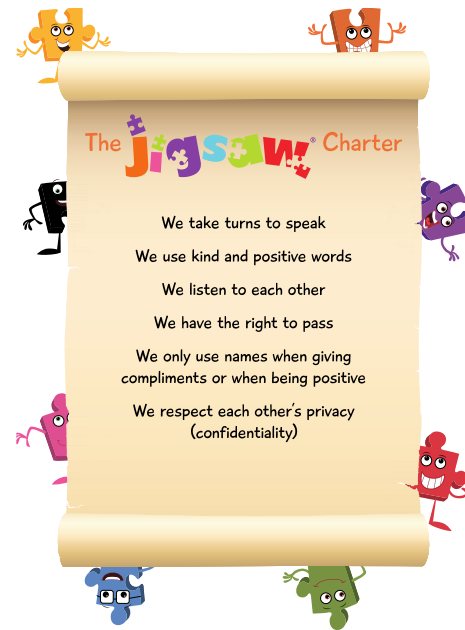 The jigsaw® Charter
We take turns to speak
We use kind and positive words
We listen to each other
We have the right to pass
We only use names when giving
compliments or when being positive
We respect each other's privacy
(confidentiality)